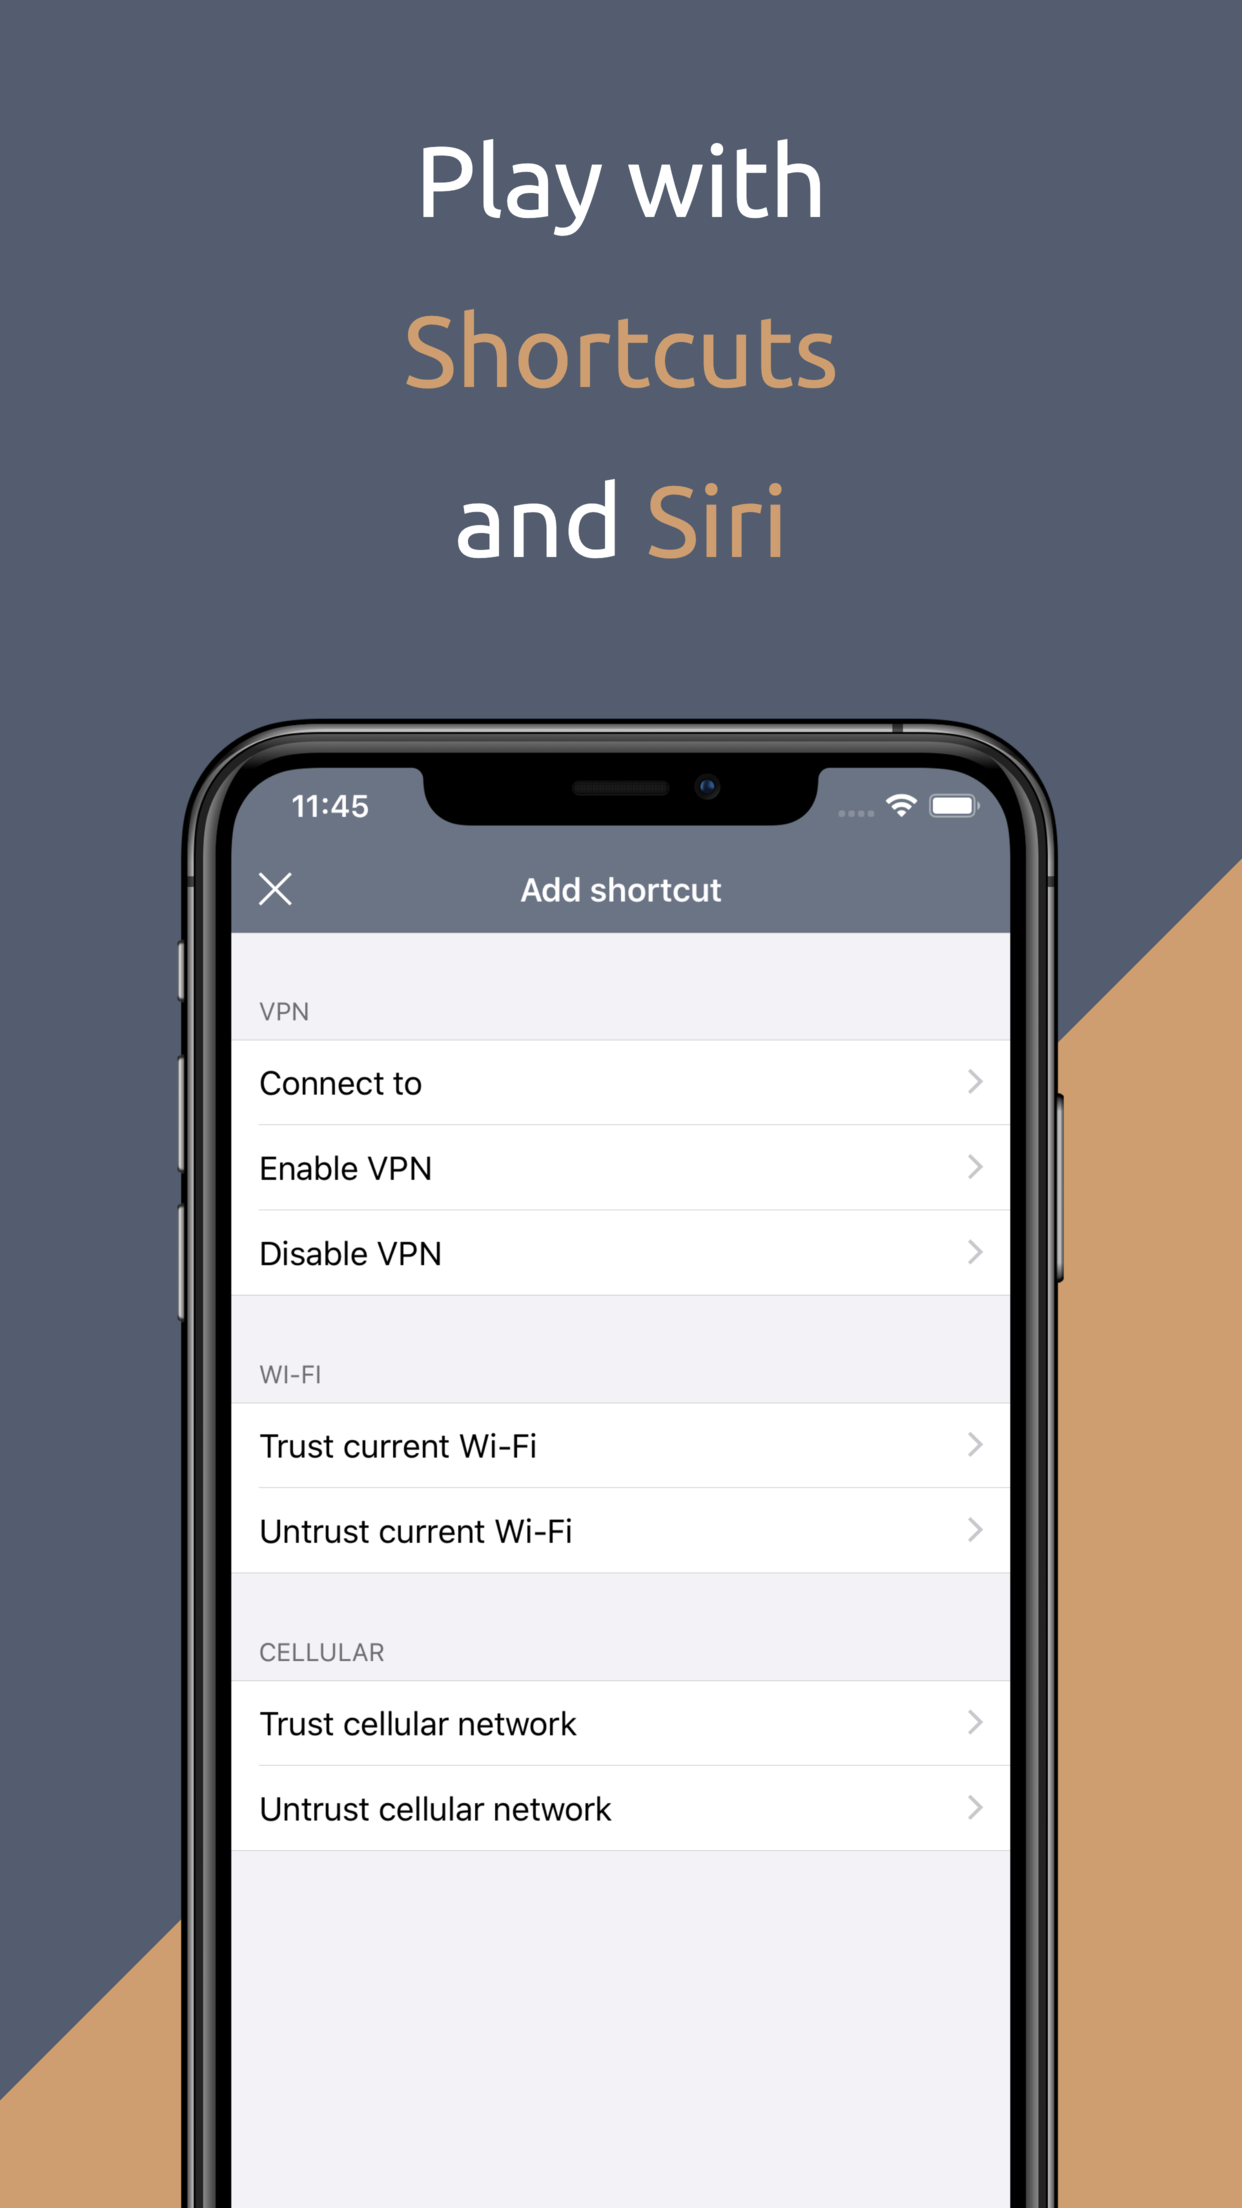 Play with
Shortcuts
and Siri
11:45
Add shortcut
VPN
Connect to
Enable VPN
Disable VPN
WI-FI
Trust current Wi-Fi
Untrust current Wi-Fi
CELLULAR
Trust cellular network
Untrust cellular network